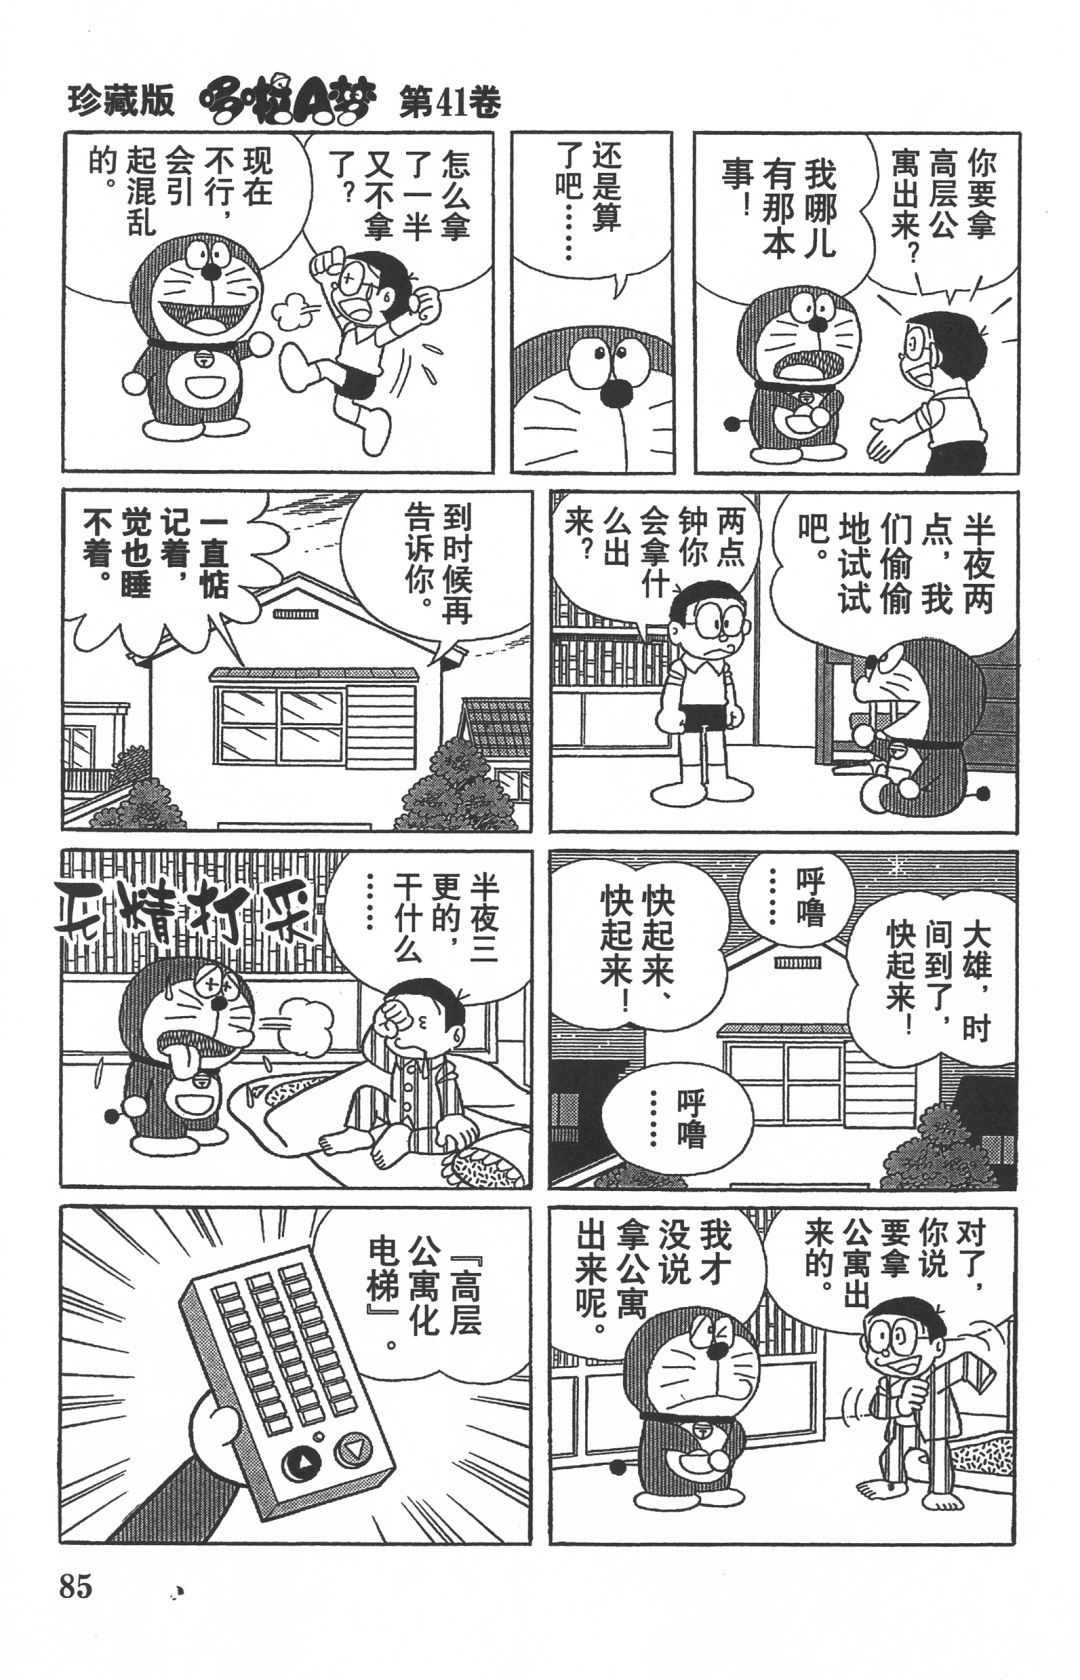 珍藏版 哆啦A梦 第41卷
你要拿
高层公
寓出来？
我哪儿
有那本
事！
还是算
了吧……
怎么拿
了一半
又不拿
了？
现在
不行，
会引
起混乱
的。
半夜两
点，我
们偷偷
地试试
吧。
两点
钟你
会拿什
么出
来？
到时候再
告诉你。
一直惦
记着，
觉也睡
不着。
大雄，时
间到了，
快起来！
呼噜
……
快起来、
快起来！
呼噜
……
半夜三
更的，
干什么
……
无精打采
对了，
你说
要拿
公寓出
来的。
我才
没说
拿公寓
出来呢。
『高层
公寓化
电梯』。
85